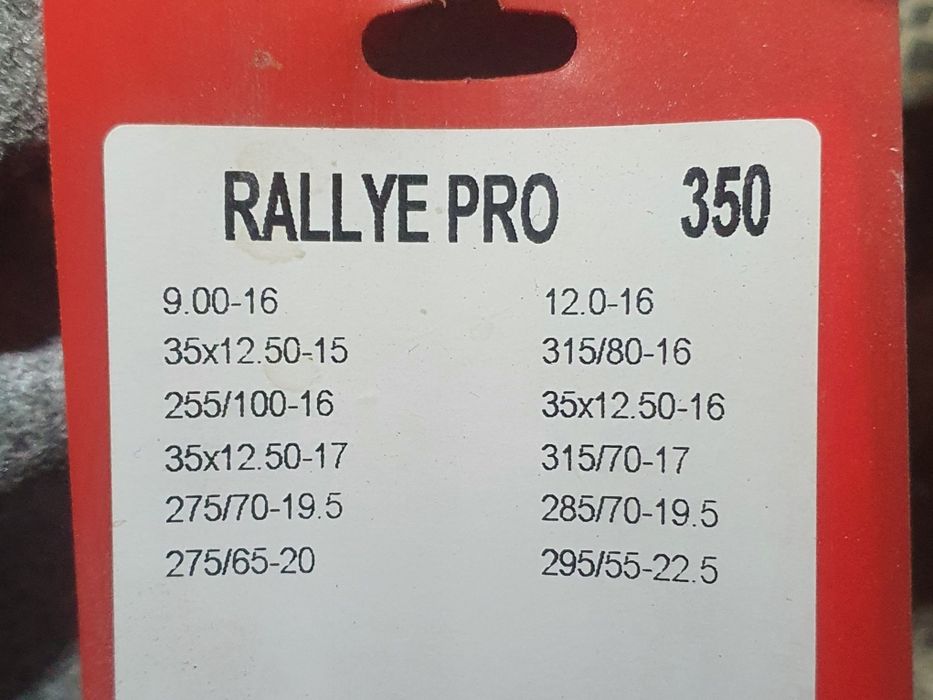 RALLYE PRO 350
9.00-16 12.0-16
35x12.50-15 315/80-16
255/100-16 35x12.50-16
35x12.50-17 315/70-17
275/70-19.5 285/70-19.5
275/65-20 295/55-22.5